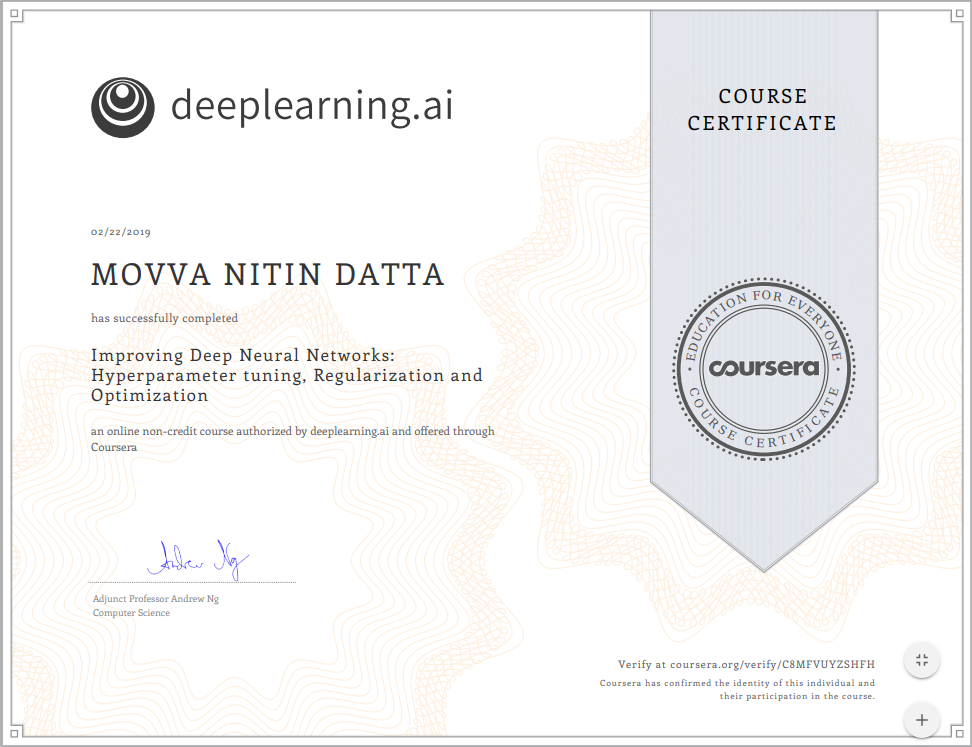 deeplearning.ai
COURSE
CERTIFICATE
02/22/2019
MOVVA NITIN DATTA
has successfully completed
Improving Deep Neural Networks:
Hyperparameter tuning, Regularization and
Optimization
an online non-credit course authorized by deeplearning.ai and offered through
Coursera
EDUCATION FOR EVERYONE
coursera
COURSE CERTIFICATE
Andrew Ng
Adjunct Professor Andrew Ng
Computer Science
Verify at coursera.org/verify/C8MFVUYZSHFH
Coursera has confirmed the identity of this individual and
their participation in the course.